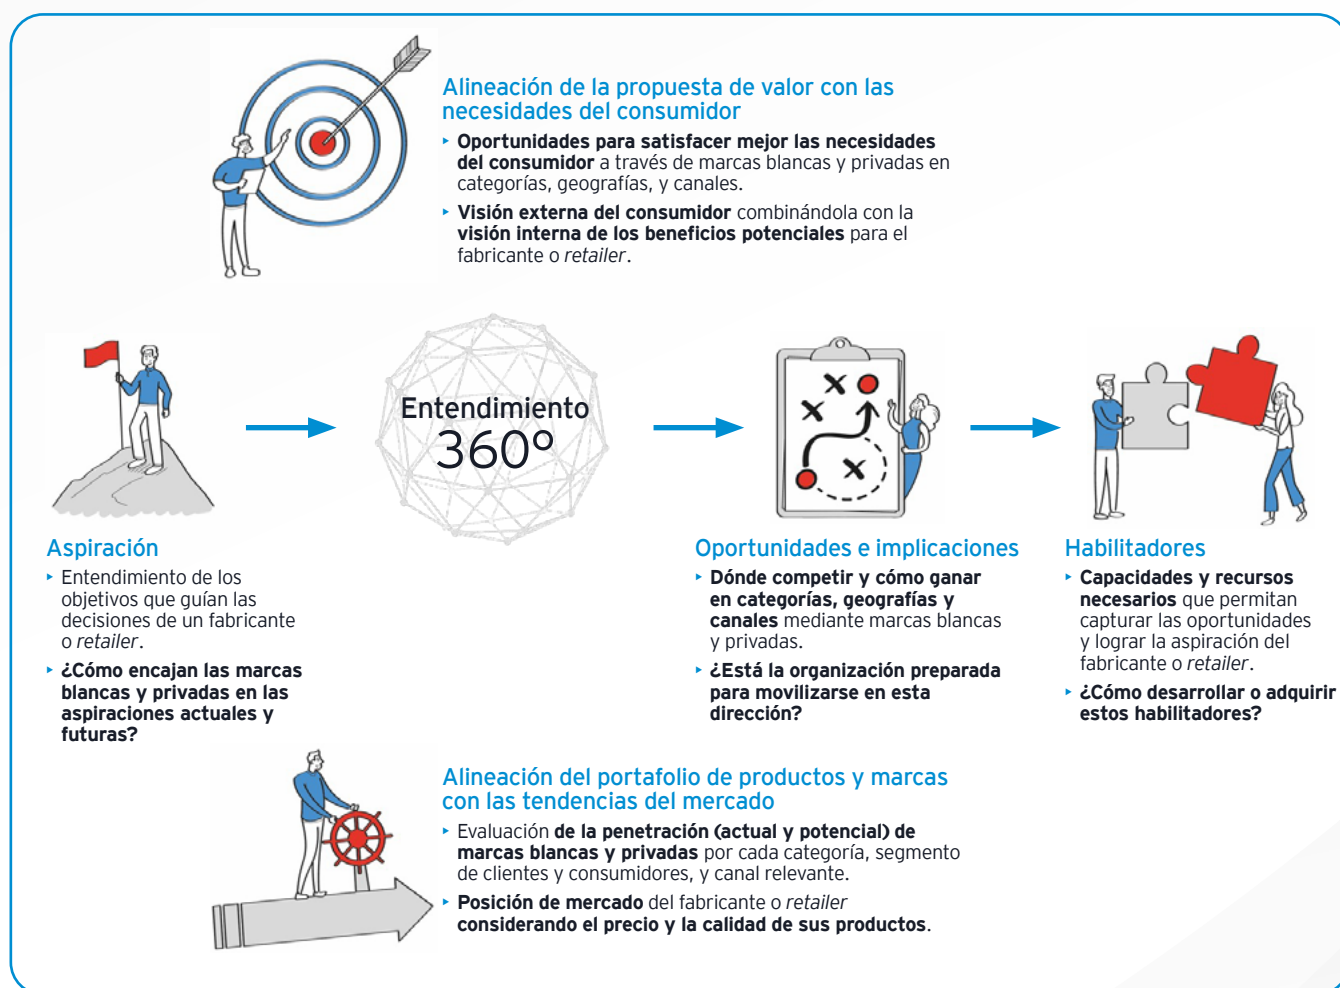 Alineación de la propuesta de valor con las
necesidades del consumidor
‣ Oportunidades para satisfacer mejor las necesidades
del consumidor a través de marcas blancas y privadas en
categorías, geografías, y canales.
‣ Visión externa del consumidor combinándola con la
visión interna de los beneficios potenciales para el
fabricante o retailer.
Entendimiento
360º
Aspiración
‣ Entendimiento de los
objetivos que guían las
decisiones de un fabricante
o retailer.
‣ ¿Cómo encajan las marcas
blancas y privadas en las
aspiraciones actuales y
futuras?
Oportunidades e implicaciones
‣ Dónde competir y cómo ganar
en categorías, geografías y
canales mediante marcas blancas
y privadas.
‣ ¿Está la organización preparada
para movilizarse en esta
dirección?
Habilitadores
‣ Capacidades y recursos
necesarios que permitan
capturar las oportunidades
y lograr la aspiración del
fabricante o retailer.
‣ ¿Cómo desarrollar o adquirir
estos habilitadores?
Alineación del portafolio de productos y marcas
con las tendencias del mercado
‣ Evaluación de la penetración (actual y potencial) de
marcas blancas y privadas por cada categoría, segmento
de clientes y consumidores, y canal relevante.
‣ Posición de mercado del fabricante o retailer
considerando el precio y la calidad de sus productos.